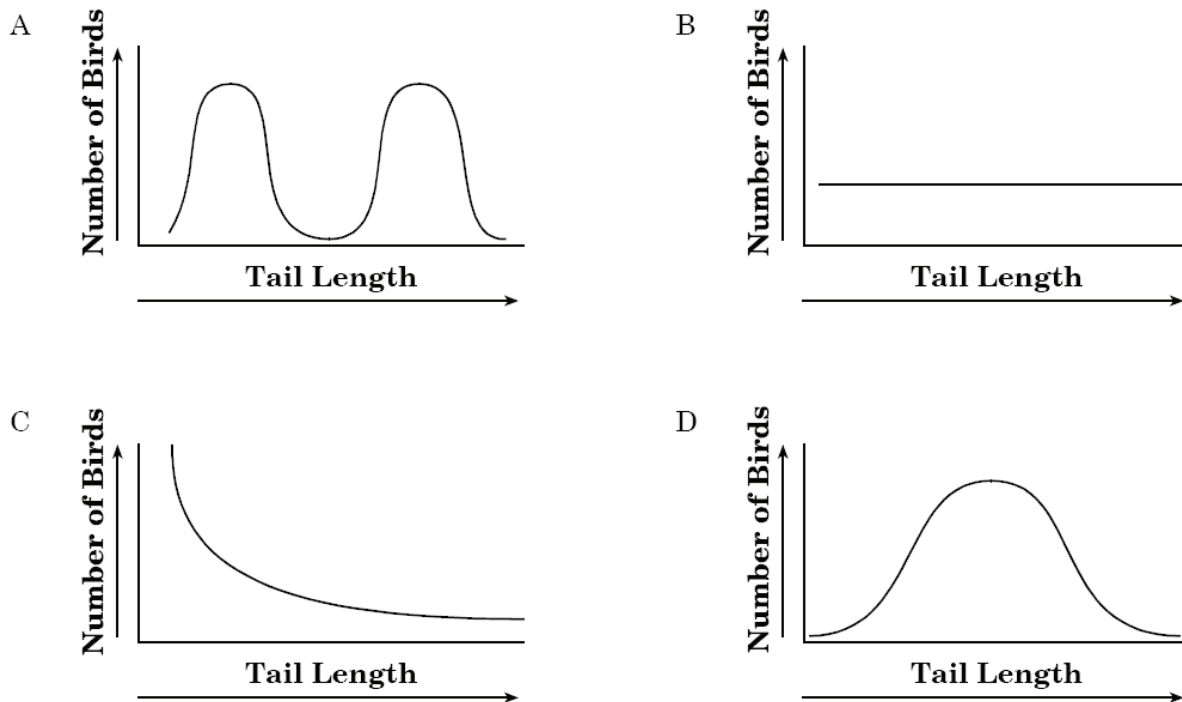 A
Number of Birds
Tail Length
B
Number of Birds
Tail Length
C
Number of Birds
Tail Length
D
Number of Birds
Tail Length